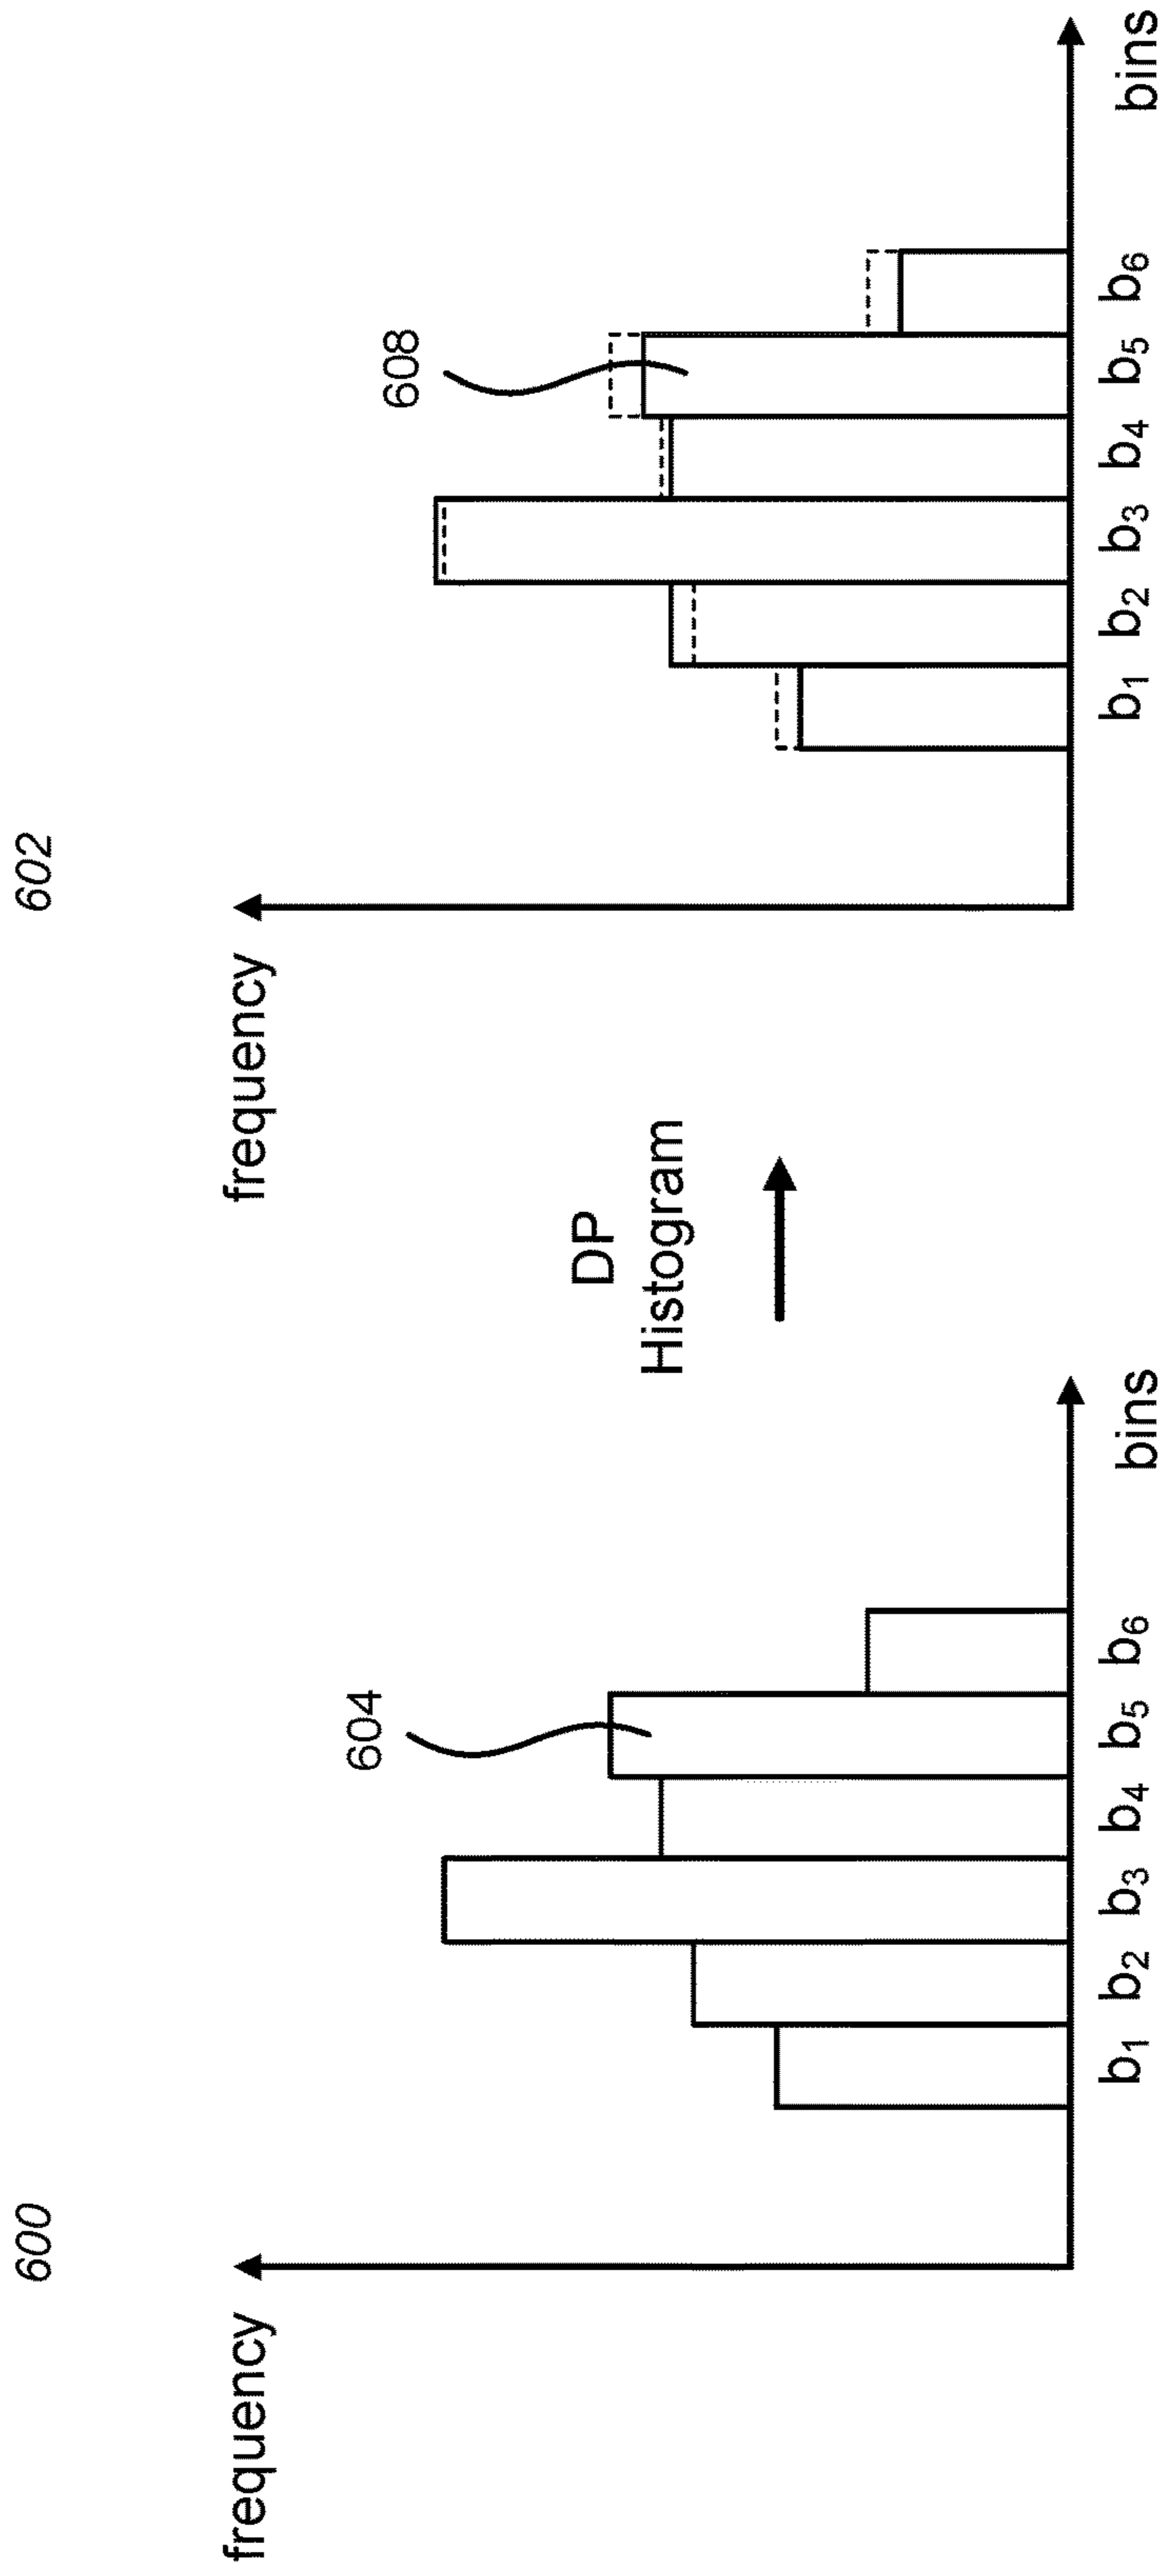 600
frequency
604
b₁ b₂ b₃ b₄ b₅ b₆
bins
DP
Histogram
602
frequency
608
b₁ b₂ b₃ b₄ b₅ b₆
bins